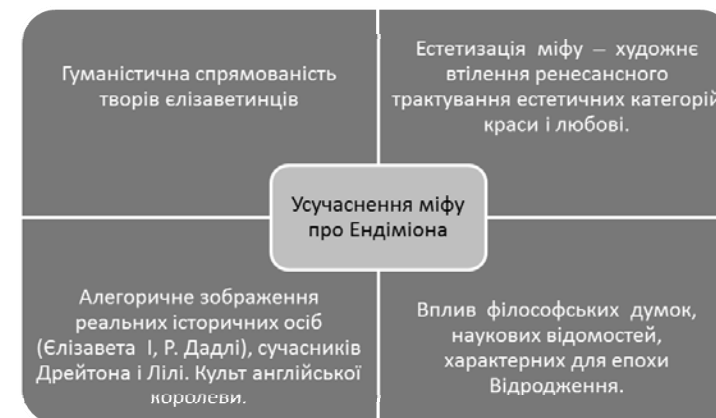 Гуманістична спрямованість
творів єлізаветинців
Естетизація міфу – художнє
втілення ренесансного
трактування естетичних категорій
краси і любові.
Усучаснення міфу
про Ендіміона
Алегоричне зображення
реальних історичних осіб
(Єлізавета І, Р. Дадлі), сучасників
Дрейтона і Лілі. Культ англійської
королеви.
Вплив філософських думок,
наукових відомостей,
характерних для епохи
Відродження.